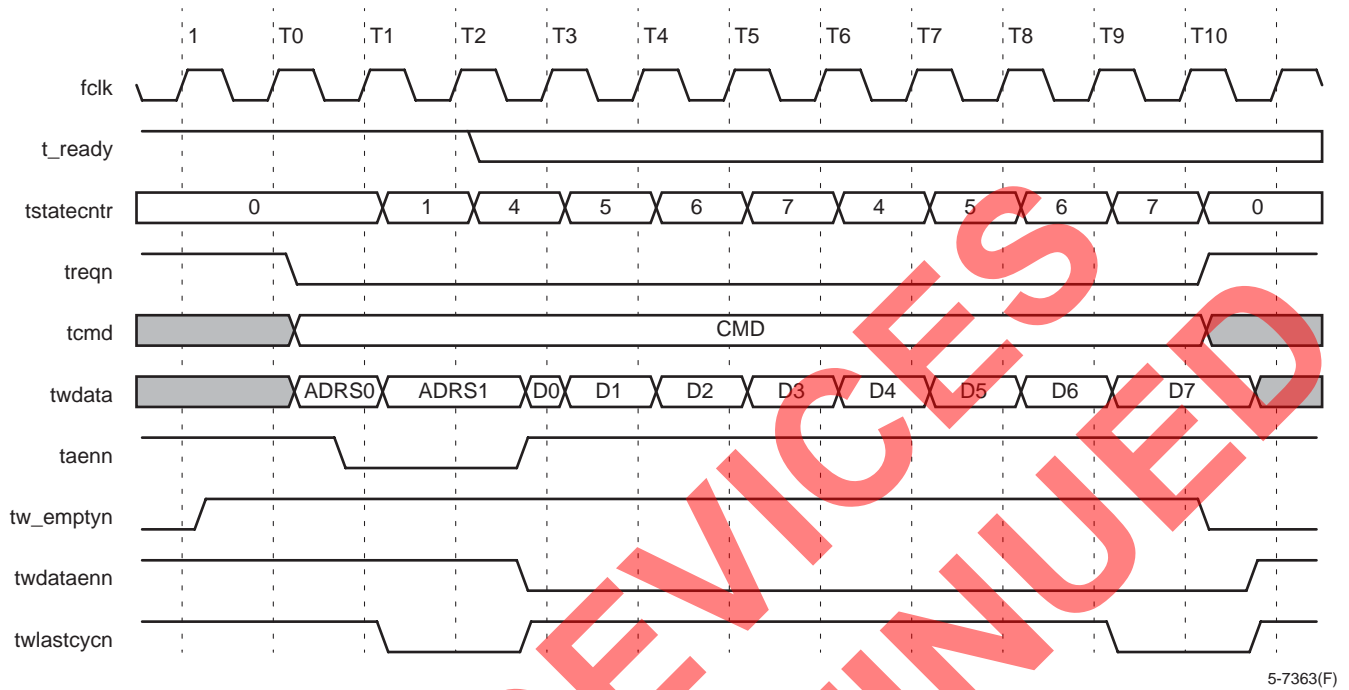 1 T0 T1 T2 T3 T4 T5 T6 T7 T8 T9 T10
fclk
t_ready
tstatecntr 0 1 4 5 6 7 4 5 6 7 0
treqn
tcmd CMD
twdata ADRS0 ADRS1 D0 D1 D2 D3 D4 D5 D6 D7
taenn
tw_emptyn
twdataenn
twlastcycn
5-7363(F)